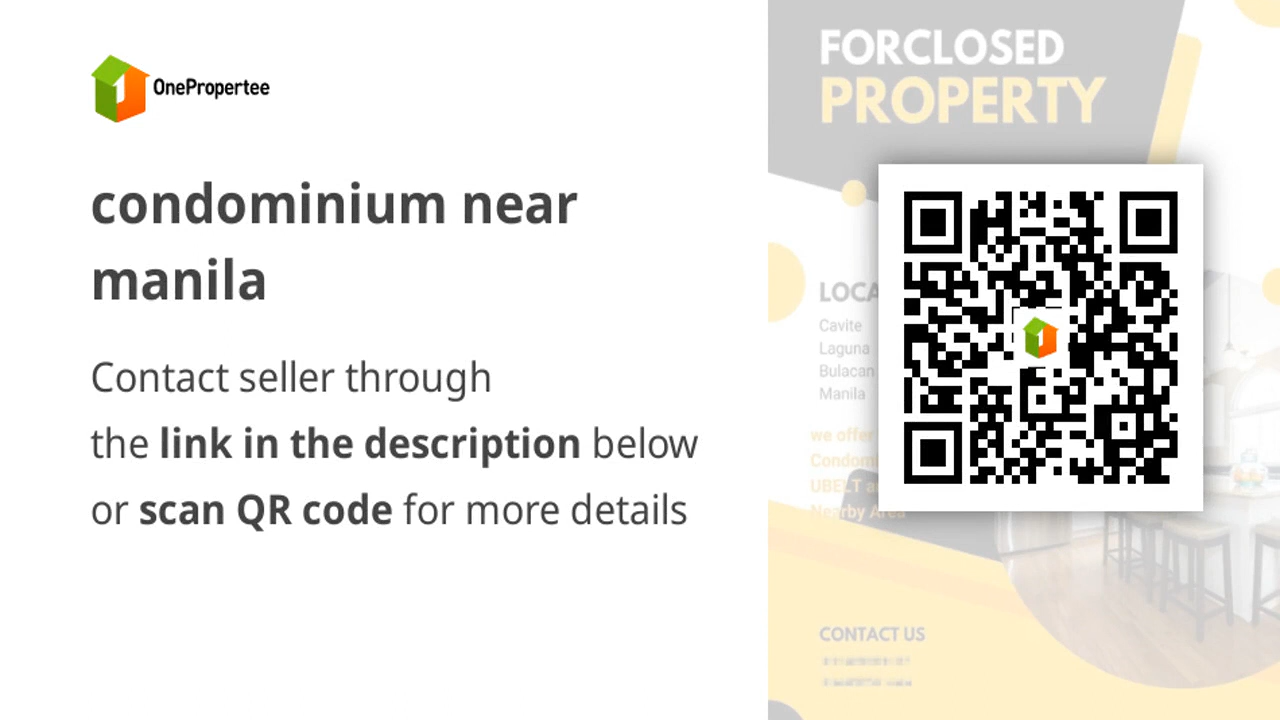 OnePropertee
condominium near
manila
Contact seller through
the link in the description below
or scan QR code for more details
FORCLOSED
PROPERTY
LOCA
Cavite
Laguna
Bulacan
Manila
we offer
UBELT
Nearby Area
CONTACT US